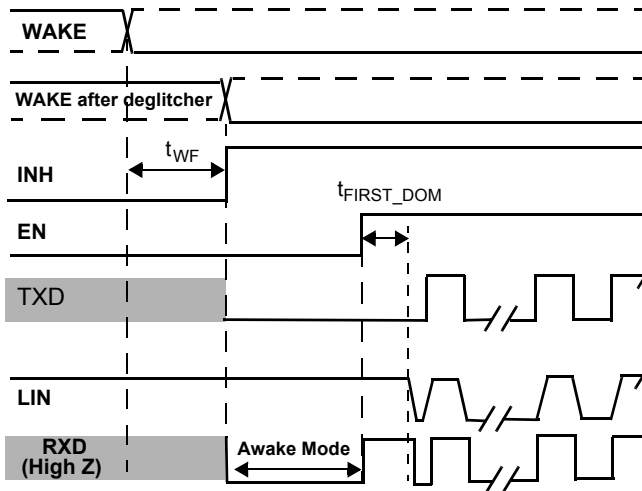 WAKE
WAKE after deglitcher
tWF
INH
tFIRST_DOM
EN
TXD
LIN
RXD
(High Z)
Awake Mode